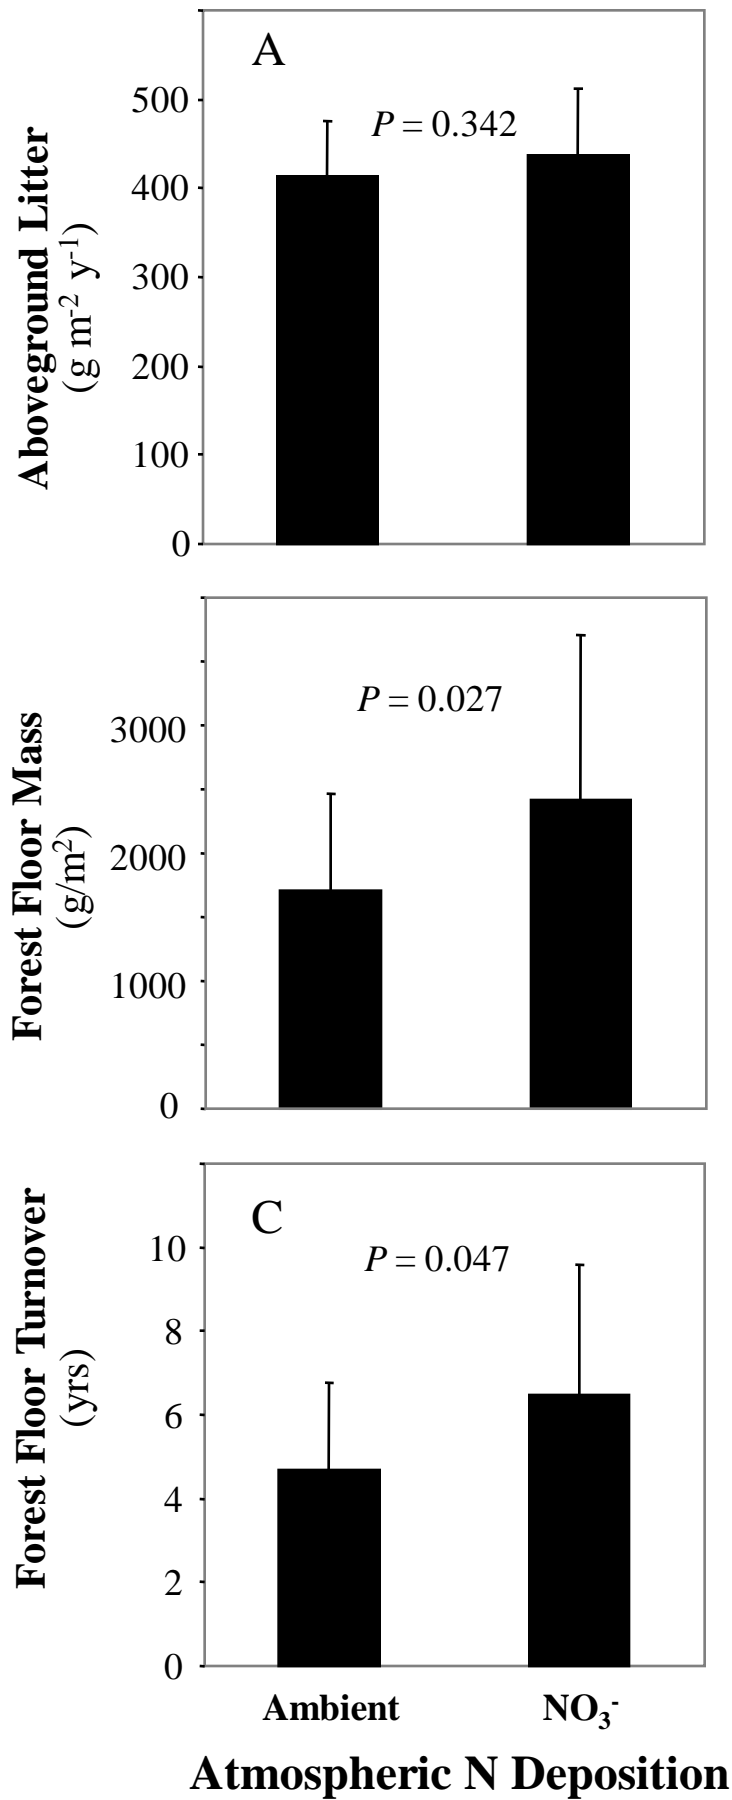 A
P = 0.342
500
400
300
200
100
0
Aboveground Litter
(g m⁻² y⁻¹)
P = 0.027
3000
2000
1000
0
Forest Floor Mass
(g/m²)
C
P = 0.047
10
8
6
4
2
0
Forest Floor Turnover
(yrs)
Ambient NO₃⁻
Atmospheric N Deposition